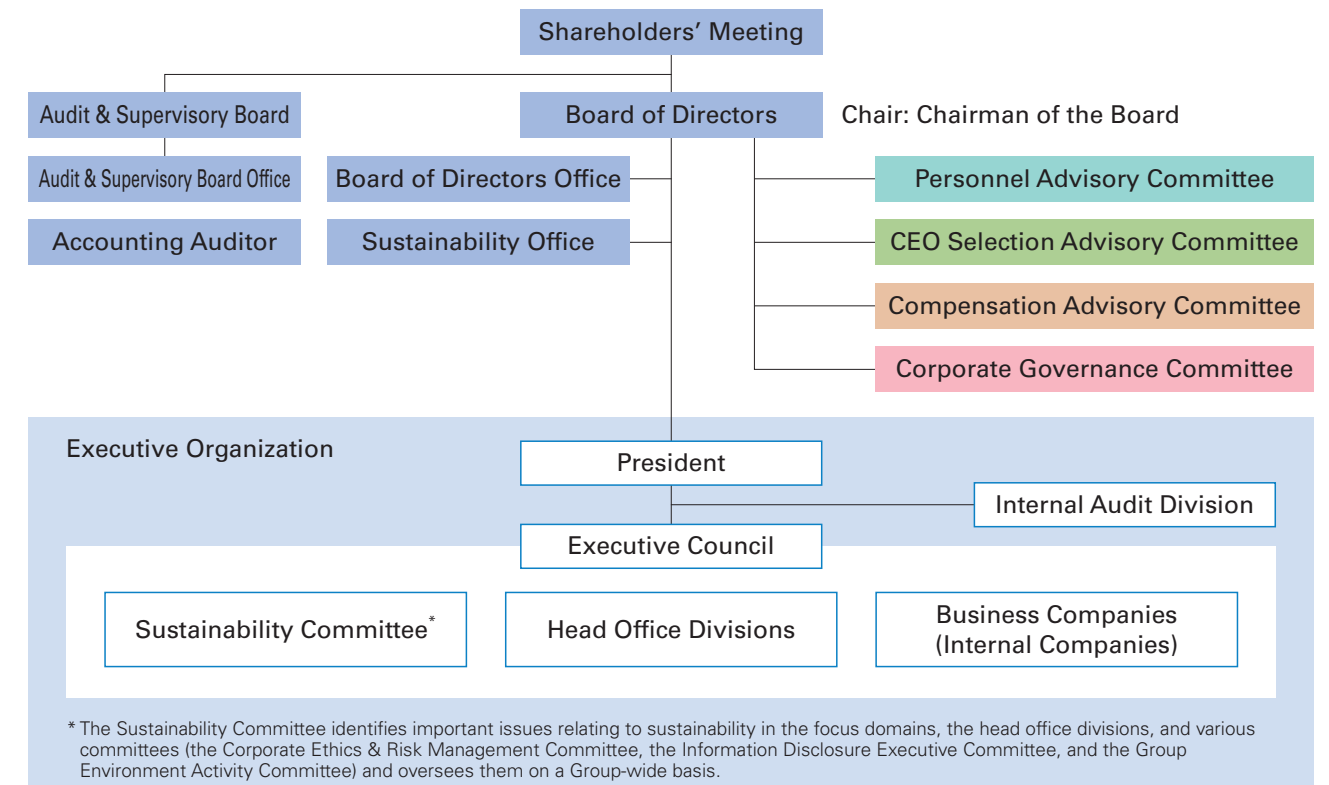 Shareholders’ Meeting
Audit & Supervisory Board
Board of Directors
Chair: Chairman of the Board
Audit & Supervisory Board Office
Board of Directors Office
Personnel Advisory Committee
Accounting Auditor
Sustainability Office
CEO Selection Advisory Committee
Compensation Advisory Committee
Corporate Governance Committee
Executive Organization
President
Internal Audit Division
Executive Council
Sustainability Committee*
Head Office Divisions
Business Companies
(Internal Companies)
* The Sustainability Committee identifies important issues relating to sustainability in the focus domains, the head office divisions, and various
committees (the Corporate Ethics & Risk Management Committee, the Information Disclosure Executive Committee, and the Group
Environment Activity Committee) and oversees them on a Group-wide basis.